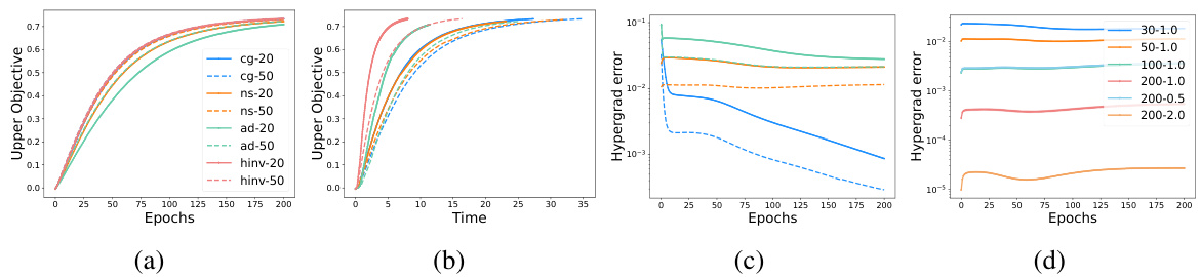 Upper Objective
0.7
0.6
0.5
0.4
0.3
0.2
0.1
0.0
0 25 50 75 100 125 150 175 200
Epochs
cg-20
cg-50
ns-20
ns-50
ad-20
ad-50
hinv-20
hinv-50
(a)
Upper Objective
0.7
0.6
0.5
0.4
0.3
0.2
0.1
0.0
0 5 10 15 20 25 30 35
Time
(b)
Hypergrad error
10⁻¹
10⁻²
10⁻³
0 25 50 75 100 125 150 175 200
Epochs
(c)
Hypergrad error
10⁻²
10⁻³
10⁻⁴
10⁻⁵
0 25 50 75 100 125 150 175 200
Epochs
30-1.0
50-1.0
100-1.0
200-1.0
200-0.5
200-2.0
(d)